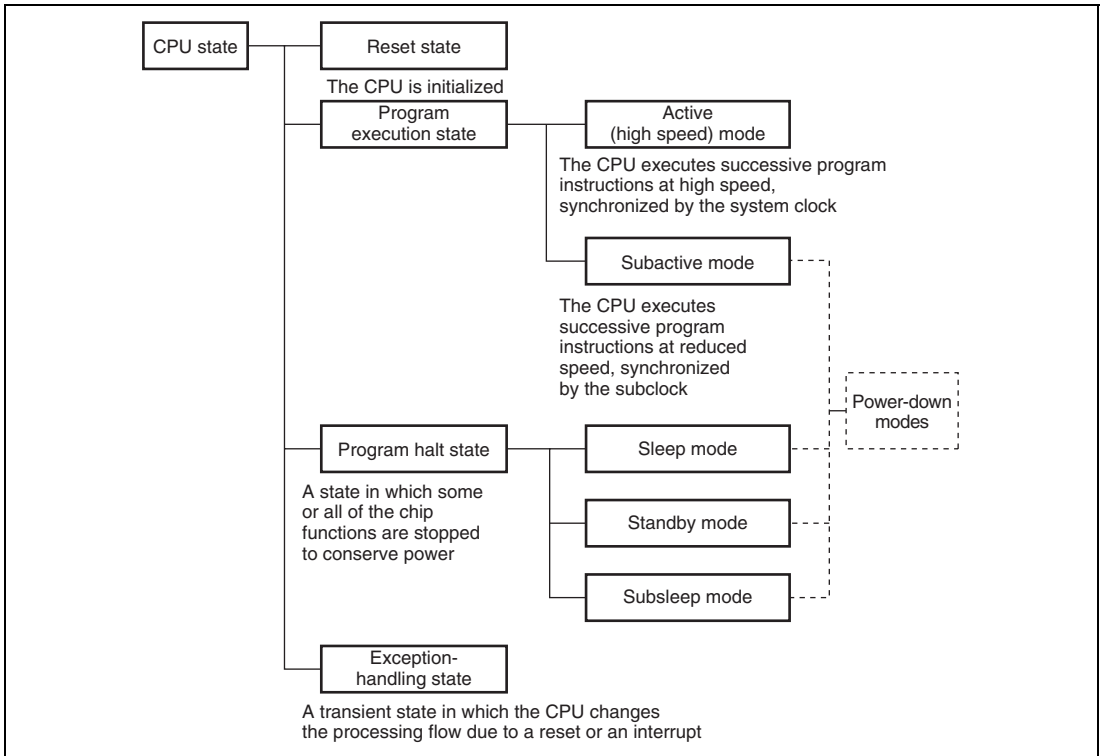 CPU state
Reset state
The CPU is initialized
Program
execution state
Active
(high speed) mode
The CPU executes successive program
instructions at high speed,
synchronized by the system clock
Subactive mode
The CPU executes
successive program
instructions at reduced
speed, synchronized
by the subclock
Power-down
modes
Program halt state
A state in which some
or all of the chip
functions are stopped
to conserve power
Sleep mode
Standby mode
Subsleep mode
Exception-
handling state
A transient state in which the CPU changes
the processing flow due to a reset or an interrupt